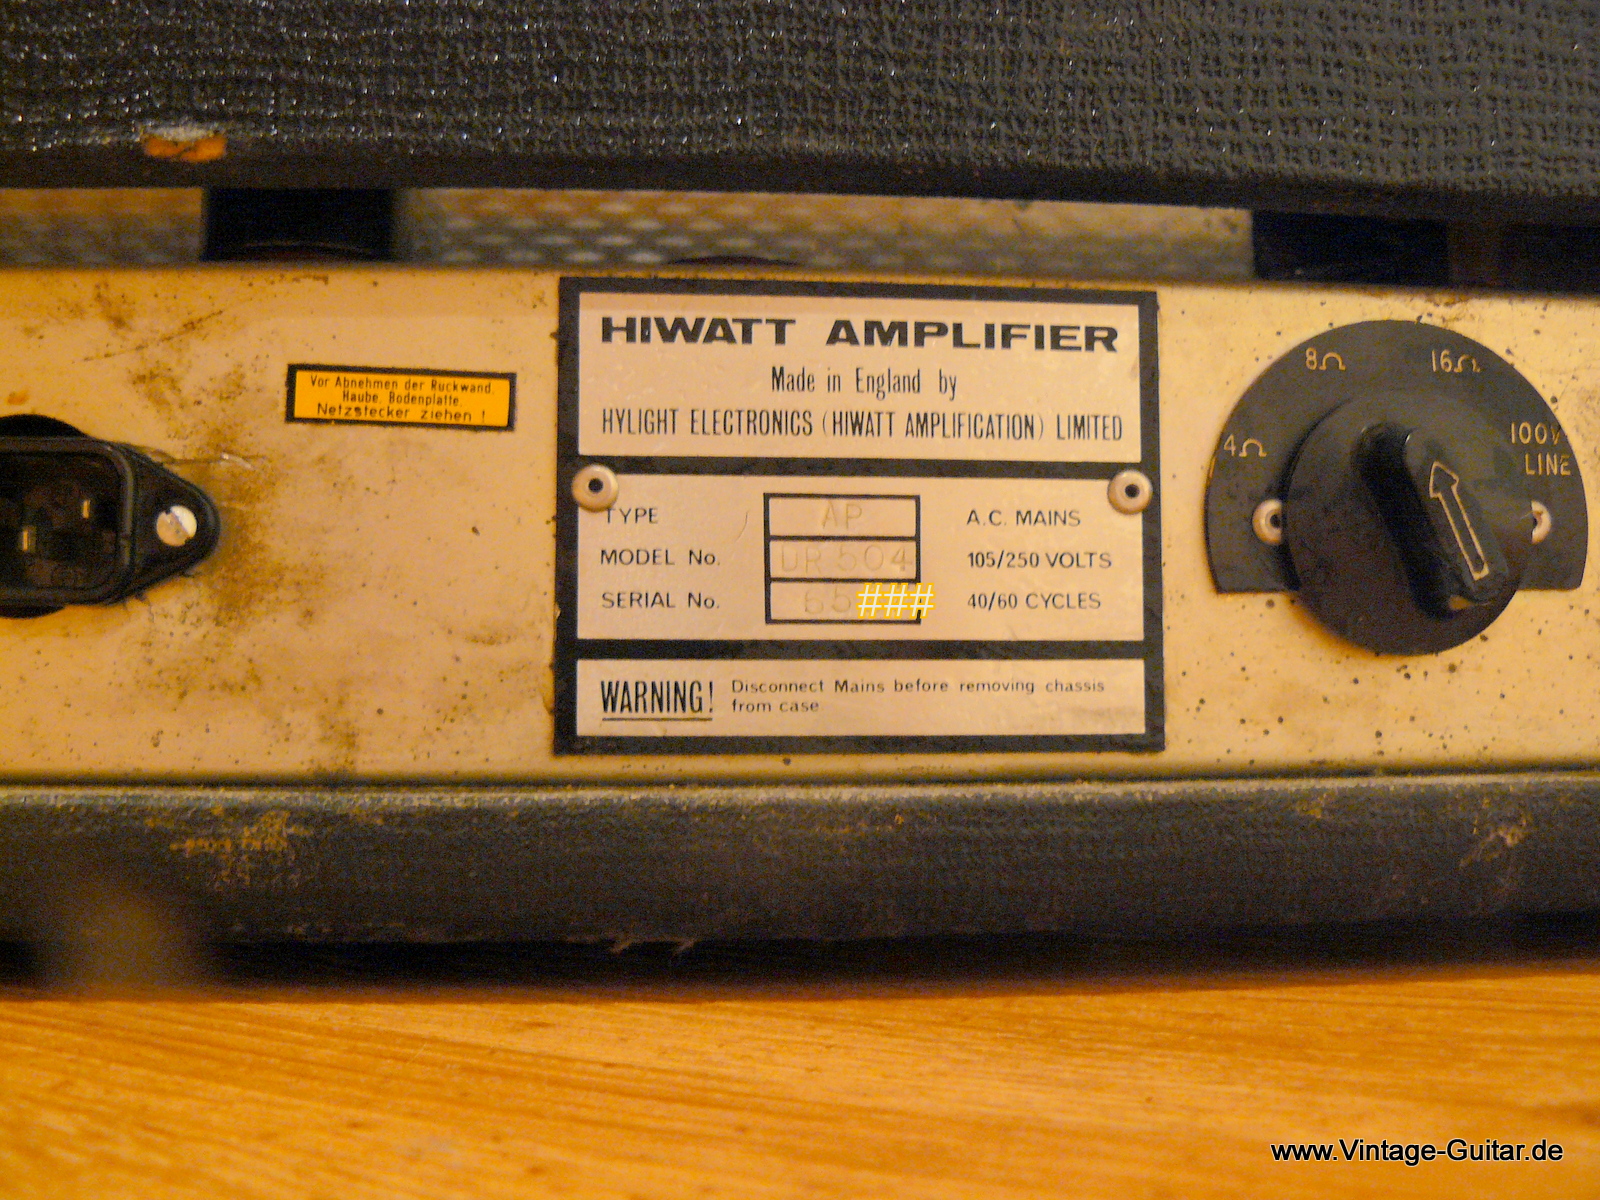 Vor Abnehmen der Ruckwand,
Haube, Bodenplatte,
Netzstecker ziehen !
HIWATT AMPLIFIER
Made in England by
HYLIGHT ELECTRONICS (HIWATT AMPLIFICATION) LIMITED
TYPE AP A.C. MAINS
MODEL No. DR504 105/250 VOLTS
SERIAL No. 65### 40/60 CYCLES
WARNING! Disconnect Mains before removing chassis
from case
4Ω
8Ω
16Ω
100V
LINE
www.Vintage-Guitar.de